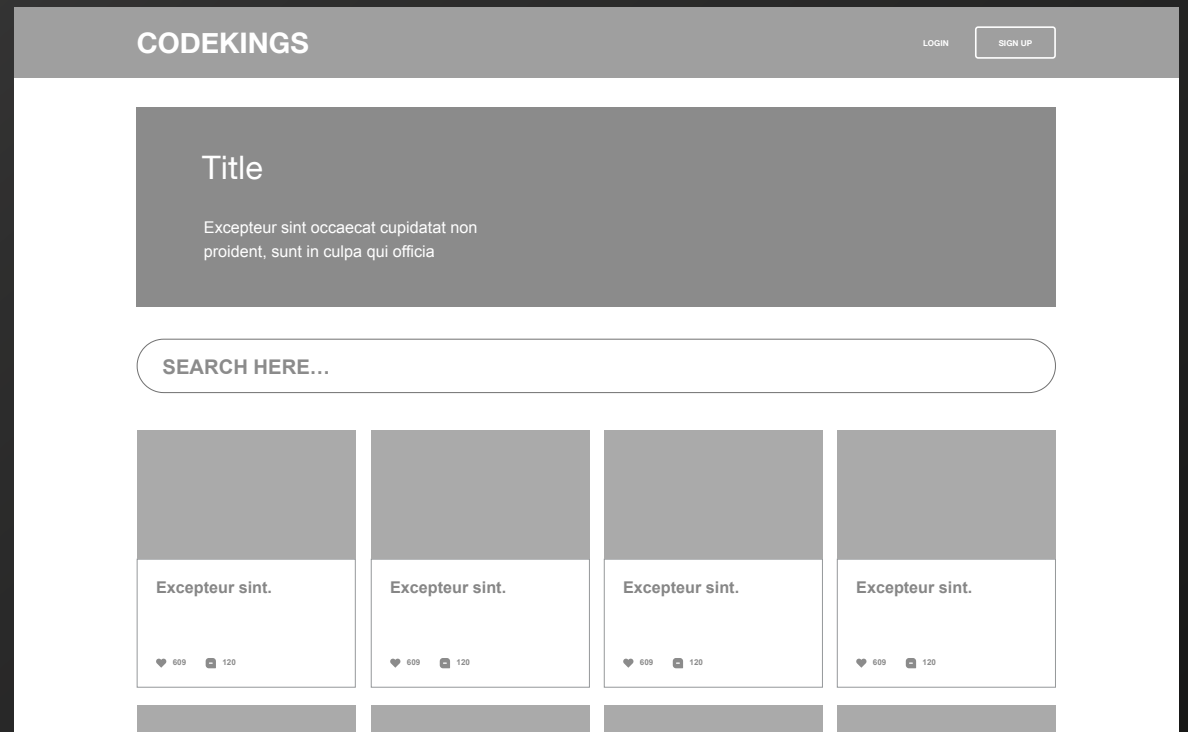 CODEKINGS
LOGIN
SIGN UP
Title
Excepteur sint occaecat cupidatat non
proident, sunt in culpa qui officia
SEARCH HERE...
Excepteur sint.
Excepteur sint.
Excepteur sint.
Excepteur sint.
609
120
609
120
609
120
609
120